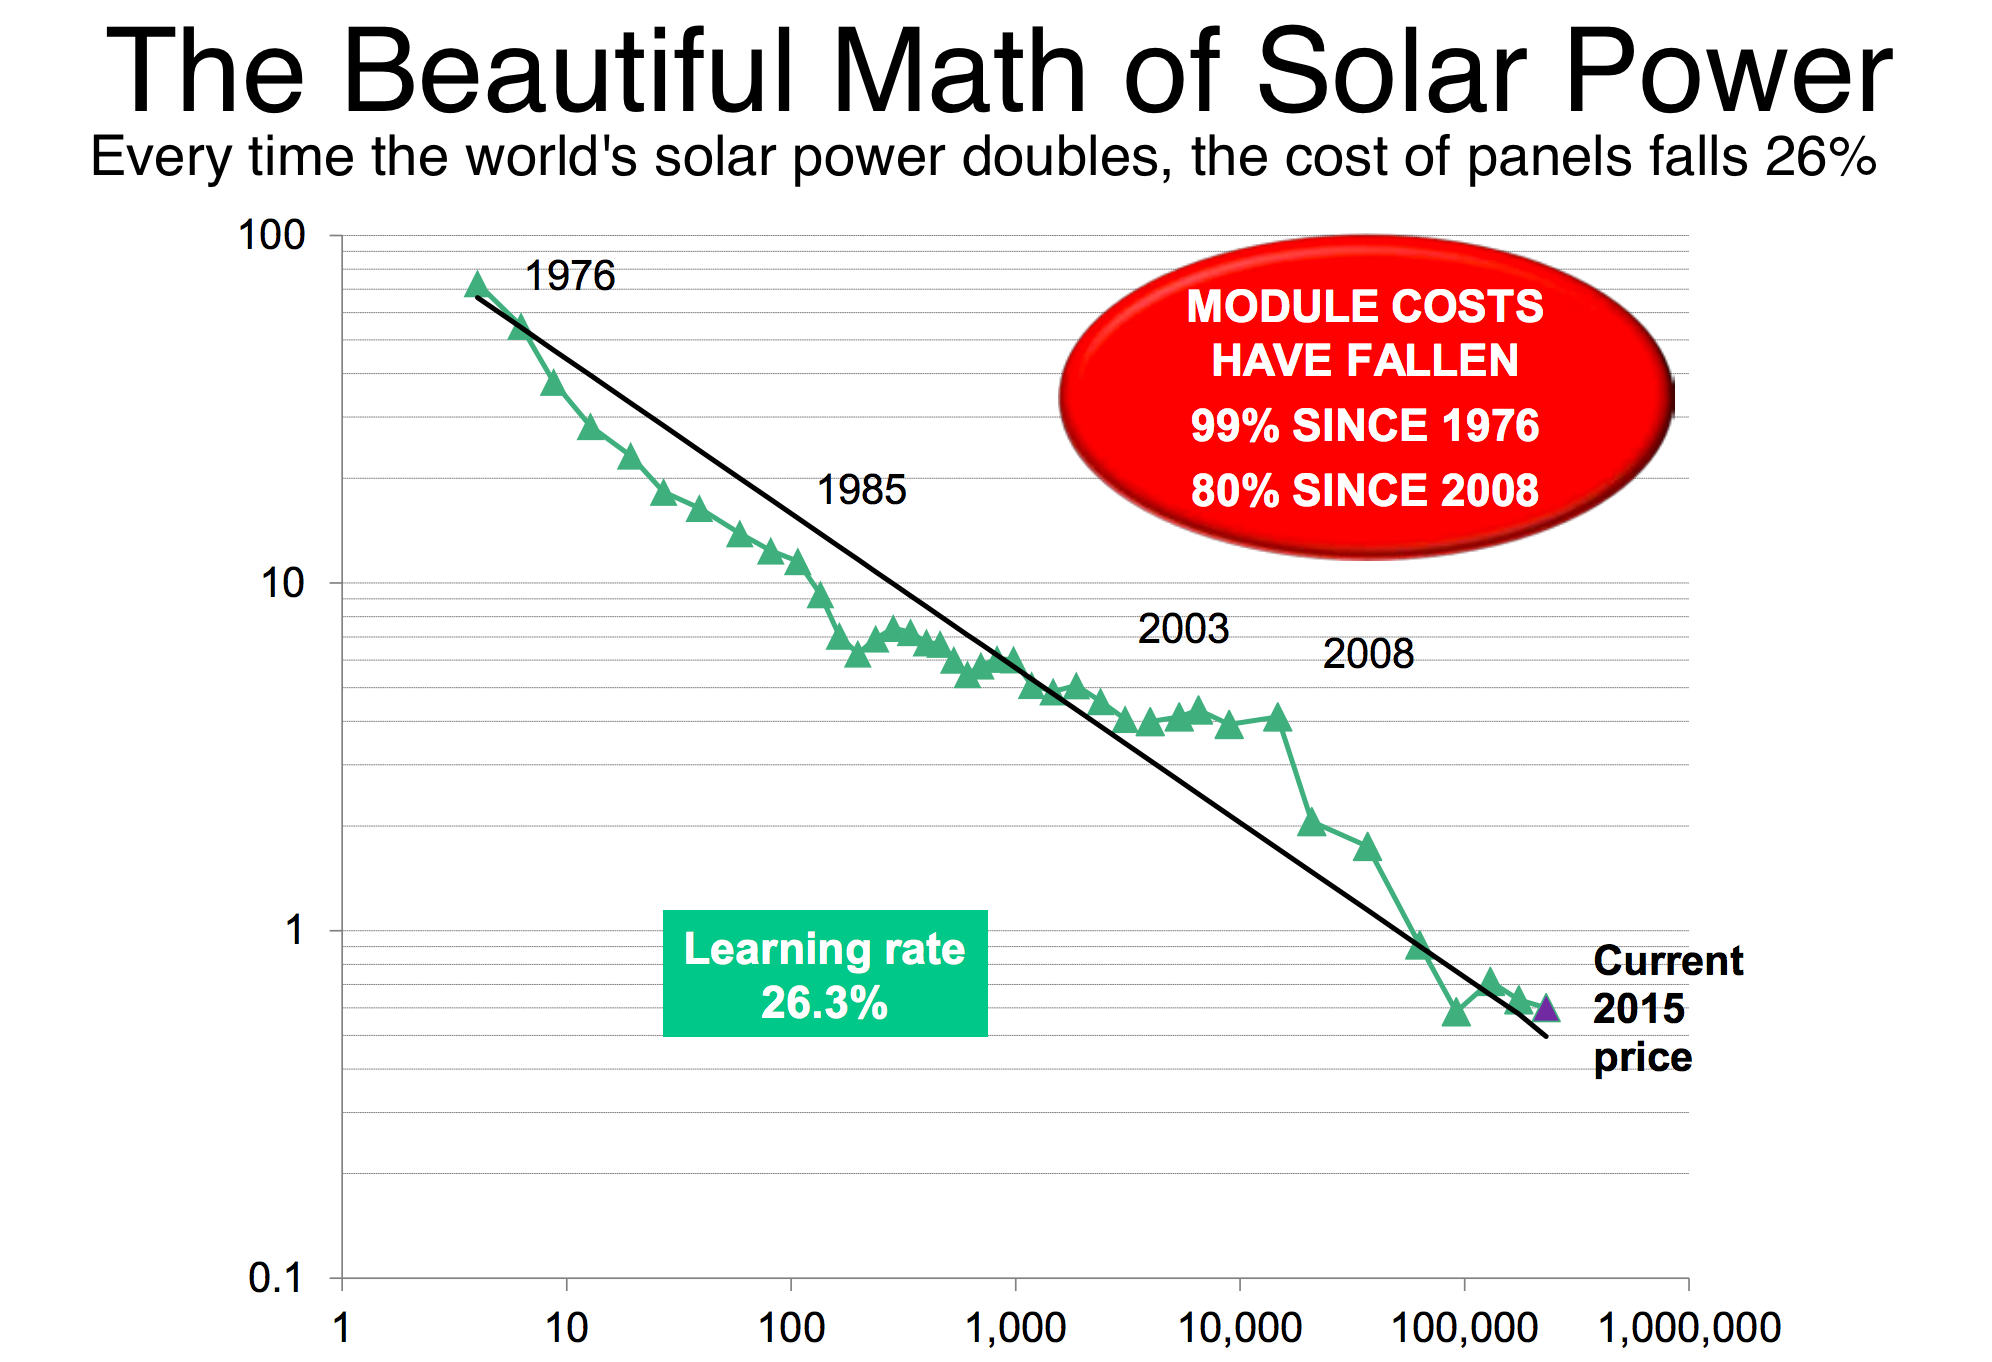 The Beautiful Math of Solar Power
Every time the world's solar power doubles, the cost of panels falls 26%
100
1976
MODULE COSTS
HAVE FALLEN
99% SINCE 1976
80% SINCE 2008
1985
10
2003
2008
1
Learning rate
26.3%
Current
2015
price
0.1
1
10
100
1,000
10,000
100,000
1,000,000